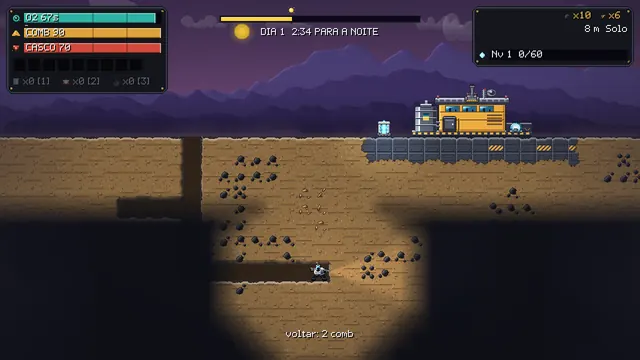 O2 67%
COMB 90
CASCO 70
x0 [1] x0 [2] x0 [3]
DIA 1 2:34 PARA A NOITE
x10 x6
8 m Solo
Nv 1 0/60
voltar: 2 comb